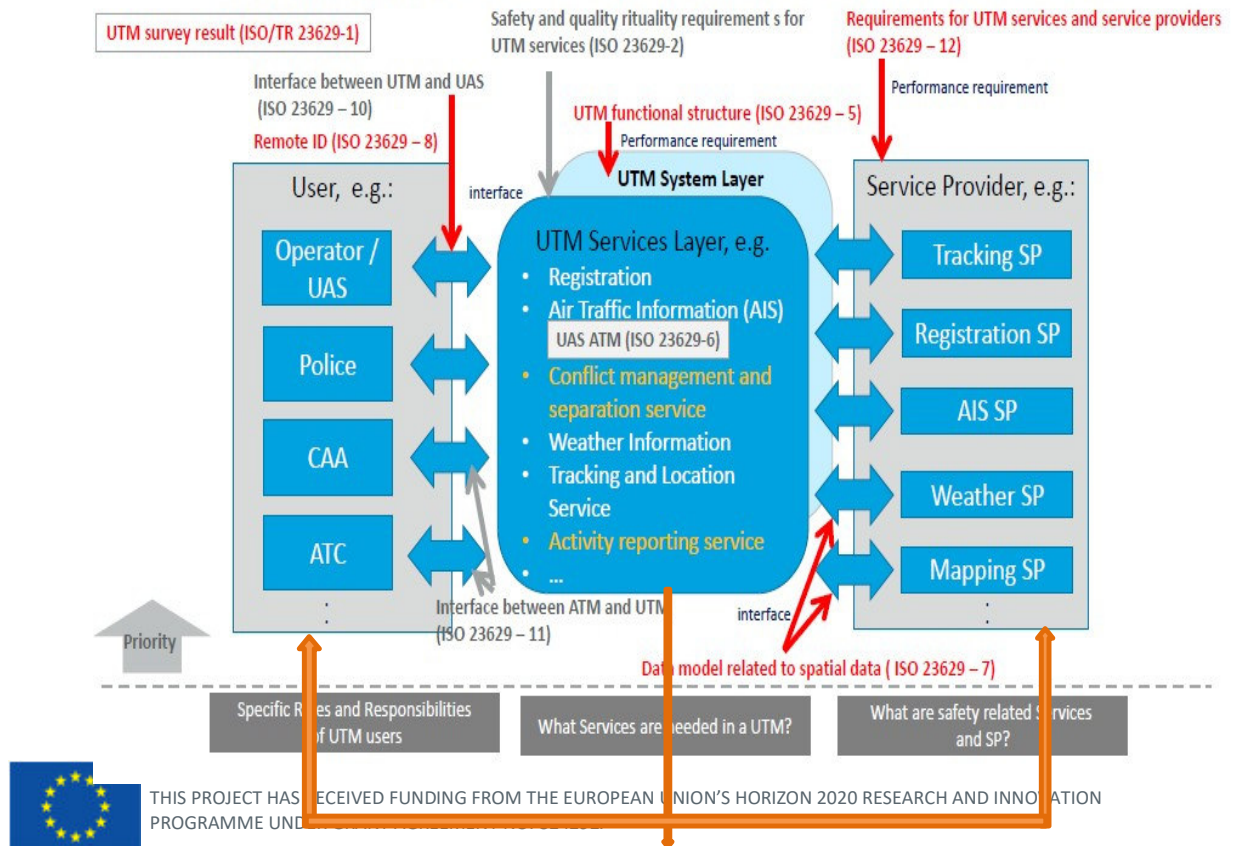 UTM survey result (ISO/TR 23629-1)
Safety and quality rituality requirement s for
UTM services (ISO 23629-2)
Requirements for UTM services and service providers
(ISO 23629 – 12)
Performance requirement
Interface between UTM and UAS
(ISO 23629 – 10)
Remote ID (ISO 23629 – 8)
UTM functional structure (ISO 23629 – 5)
Performance requirement
UTM System Layer
interface
User, e.g.:
Operator /
UAS
Police
CAA
ATC
:
UTM Services Layer, e.g.
• Registration
• Air Traffic Information (AIS)
UAS ATM (ISO 23629-6)
• Conflict management and
separation service
• Weather Information
• Tracking and Location
Service
• Activity reporting service
• ...
Service Provider, e.g.:
Tracking SP
Registration SP
AIS SP
Weather SP
Mapping SP
:
Interface between ATM and UTM
(ISO 23629 – 11)
interface
Data model related to spatial data ( ISO 23629 – 7)
Priority
Specific Roles and Responsibilities
of UTM users
What Services are needed in a UTM?
What are safety related Services
and SP?
THIS PROJECT HAS RECEIVED FUNDING FROM THE EUROPEAN UNION'S HORIZON 2020 RESEARCH AND INNOVATION
PROGRAMME UNDER GRANT AGREEMENT